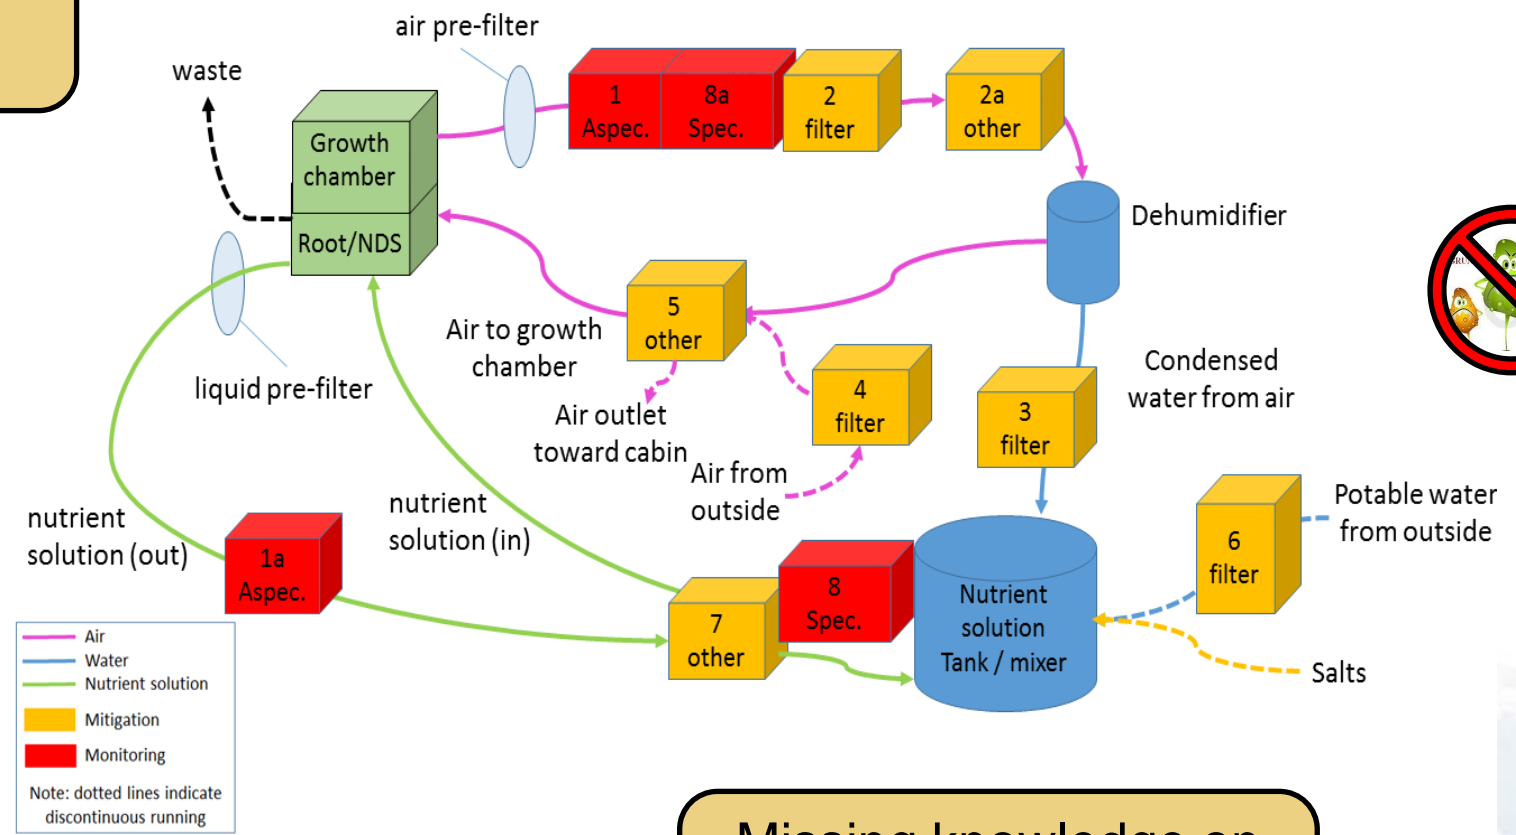 air pre-filter
waste
1
Aspec.
8a
Spec.
2
filter
2a
other
Growth
chamber
Root/NDS
Dehumidifier
5
other
Air to growth
chamber
liquid pre-filter
4
filter
Condensed
water from air
3
filter
Air outlet
toward cabin
Air from
outside
nutrient
solution (in)
nutrient
solution (out)
Potable water
from outside
6
filter
1a
Aspec.
8
Spec.
Nutrient
solution
Tank / mixer
7
other
Salts
Air
Water
Nutrient solution
Mitigation
Monitoring
Note: dotted lines indicate
discontinuous running
Missing knowledge on